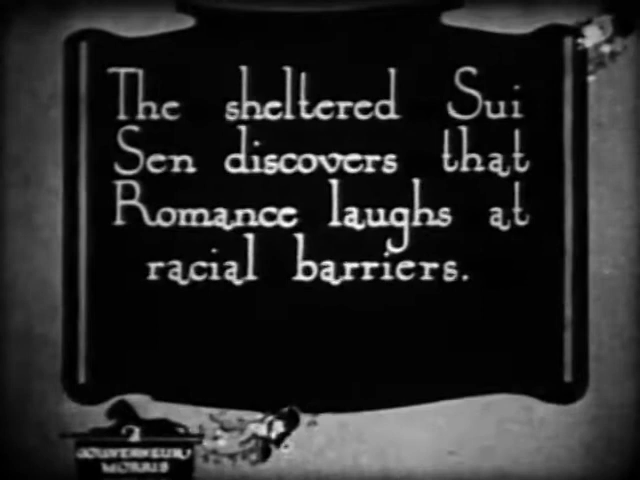 The sheltered Sui
Sen discovers that
Romance laughs at
racial barriers.
A
GOUVERNEUR
MORRIS